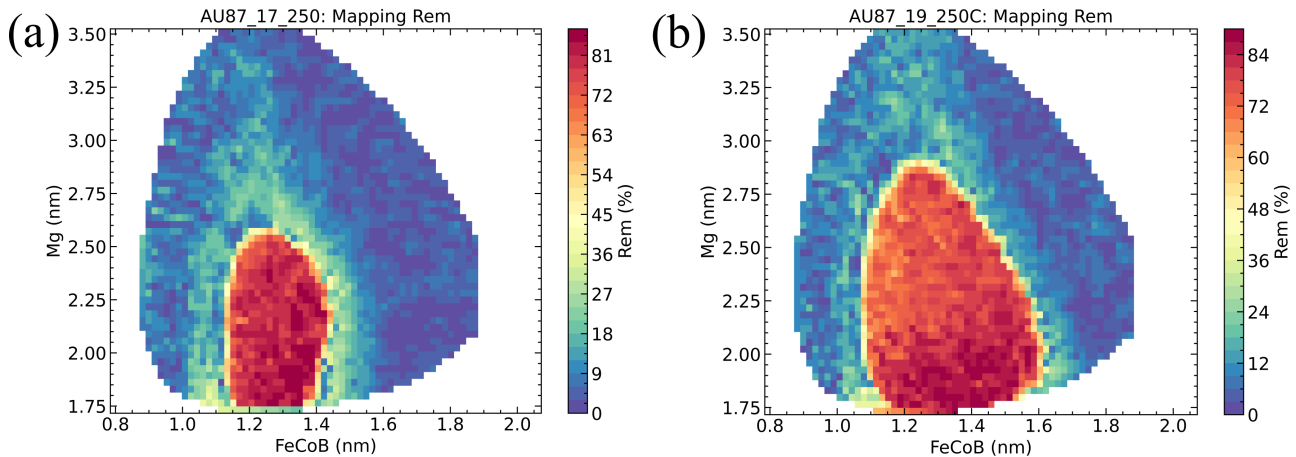 (a)
AU87_17_250: Mapping Rem
3.50
3.25
3.00
2.75
2.50
2.25
2.00
1.75
Mg (nm)
0.8 1.0 1.2 1.4 1.6 1.8 2.0
FeCoB (nm)
81
72
63
54
45
36
27
18
9
0
Rem (%)
(b)
AU87_19_250C: Mapping Rem
3.50
3.25
3.00
2.75
2.50
2.25
2.00
1.75
Mg (nm)
0.8 1.0 1.2 1.4 1.6 1.8 2.0
FeCoB (nm)
84
72
60
48
36
24
12
0
Rem (%)